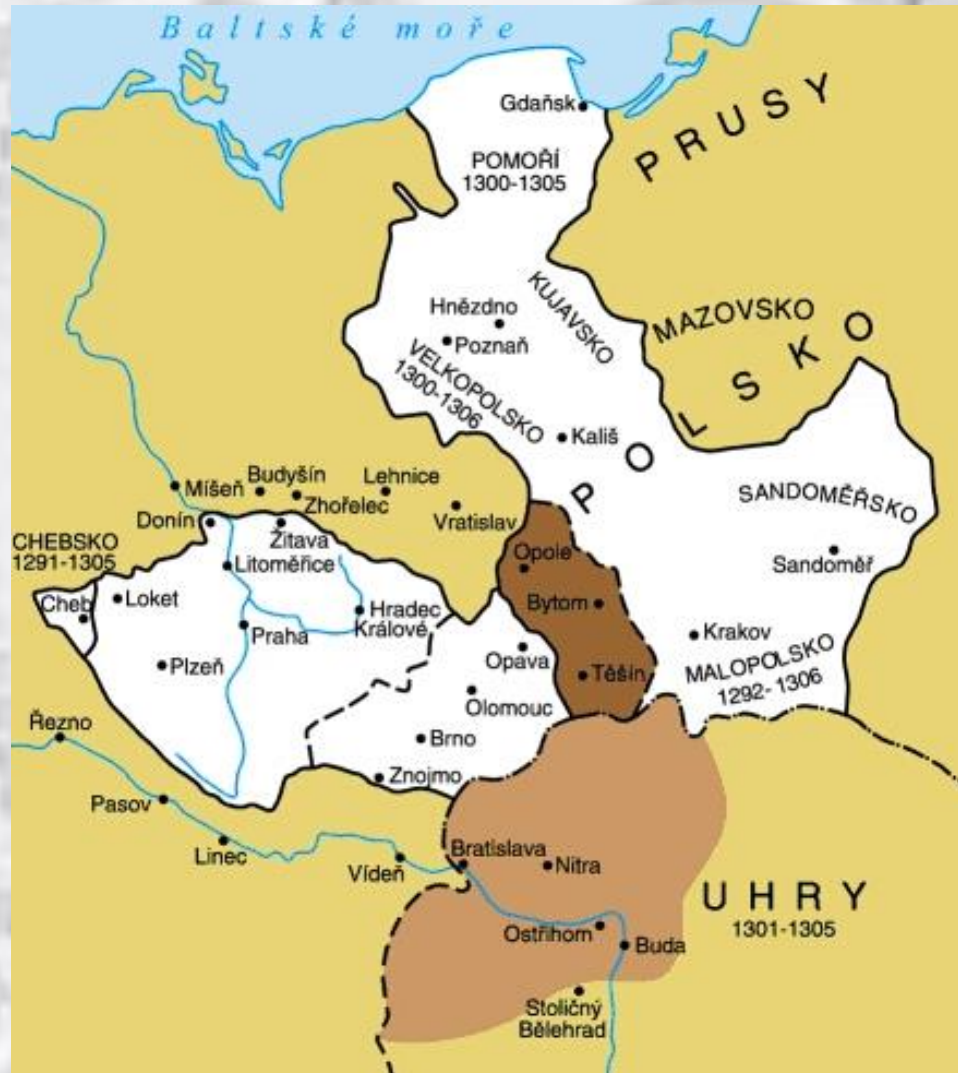 Baltské moře
Gdaňsk
PRUSY
POMOŘÍ
1300-1305
KUJAVSKO
Hnězdno
MAZOVSKO
Poznaň
VELKOPOLSKO
1300-1306
POLSKO
Kališ
Míšeň
Budyšín
Lehnice
Zhořelec
SANDOMĚŘSKO
Donín
Vratislav
CHEBSKO
1291-1305
Žitava
Litoměřice
Opole
Sandoměř
Cheb
Loket
Hradec
Králové
Bytom
Praha
Krakov
Plzeň
Opava
Těšín
MALOPOLSKO
1292-1306
Olomouc
Řezno
Brno
Znojmo
Pasov
Linec
Vídeň
Bratislava
Nitra
UHRY
1301-1305
Ostřihom
Buda
Stoličný
Bělehrad